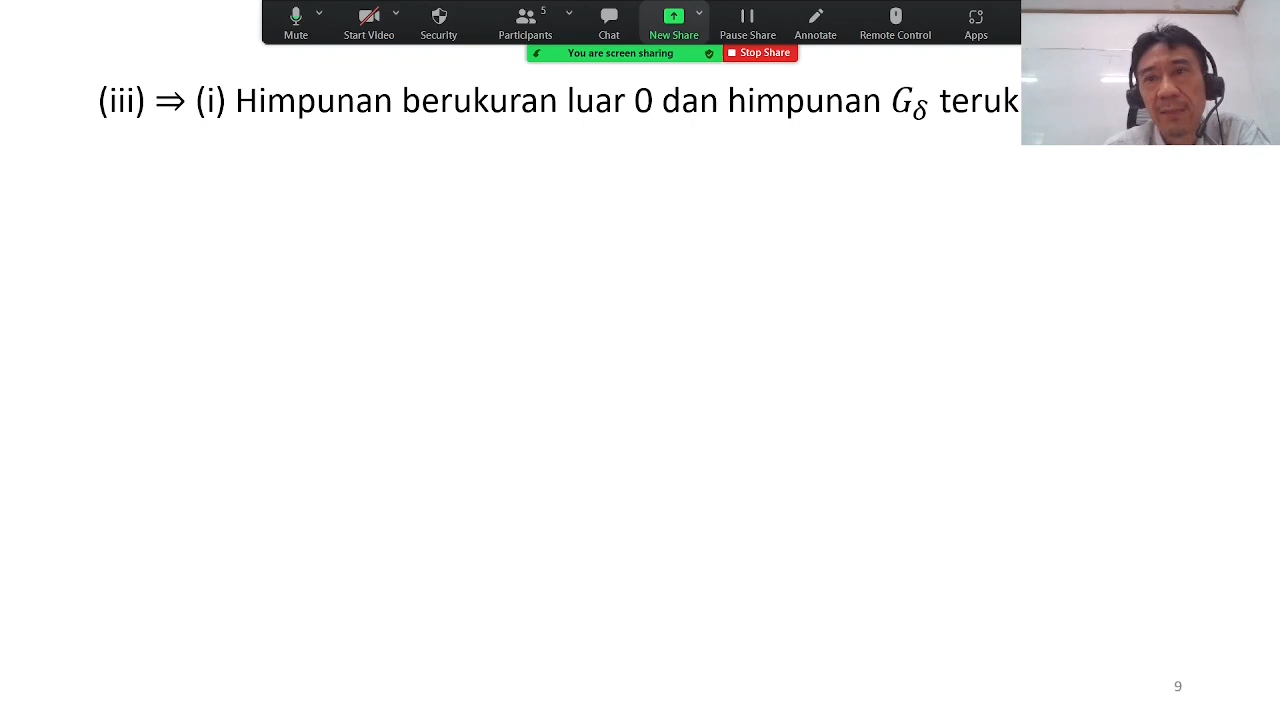 5
Mute
Start Video
Security
Participants
Chat
New Share
Pause Share
Annotate
Remote Control
Apps
You are screen sharing
Stop Share
(iii) ⇒ (i) Himpunan berukuran luar 0 dan himpunan 𝐺𝛿 teruk
9